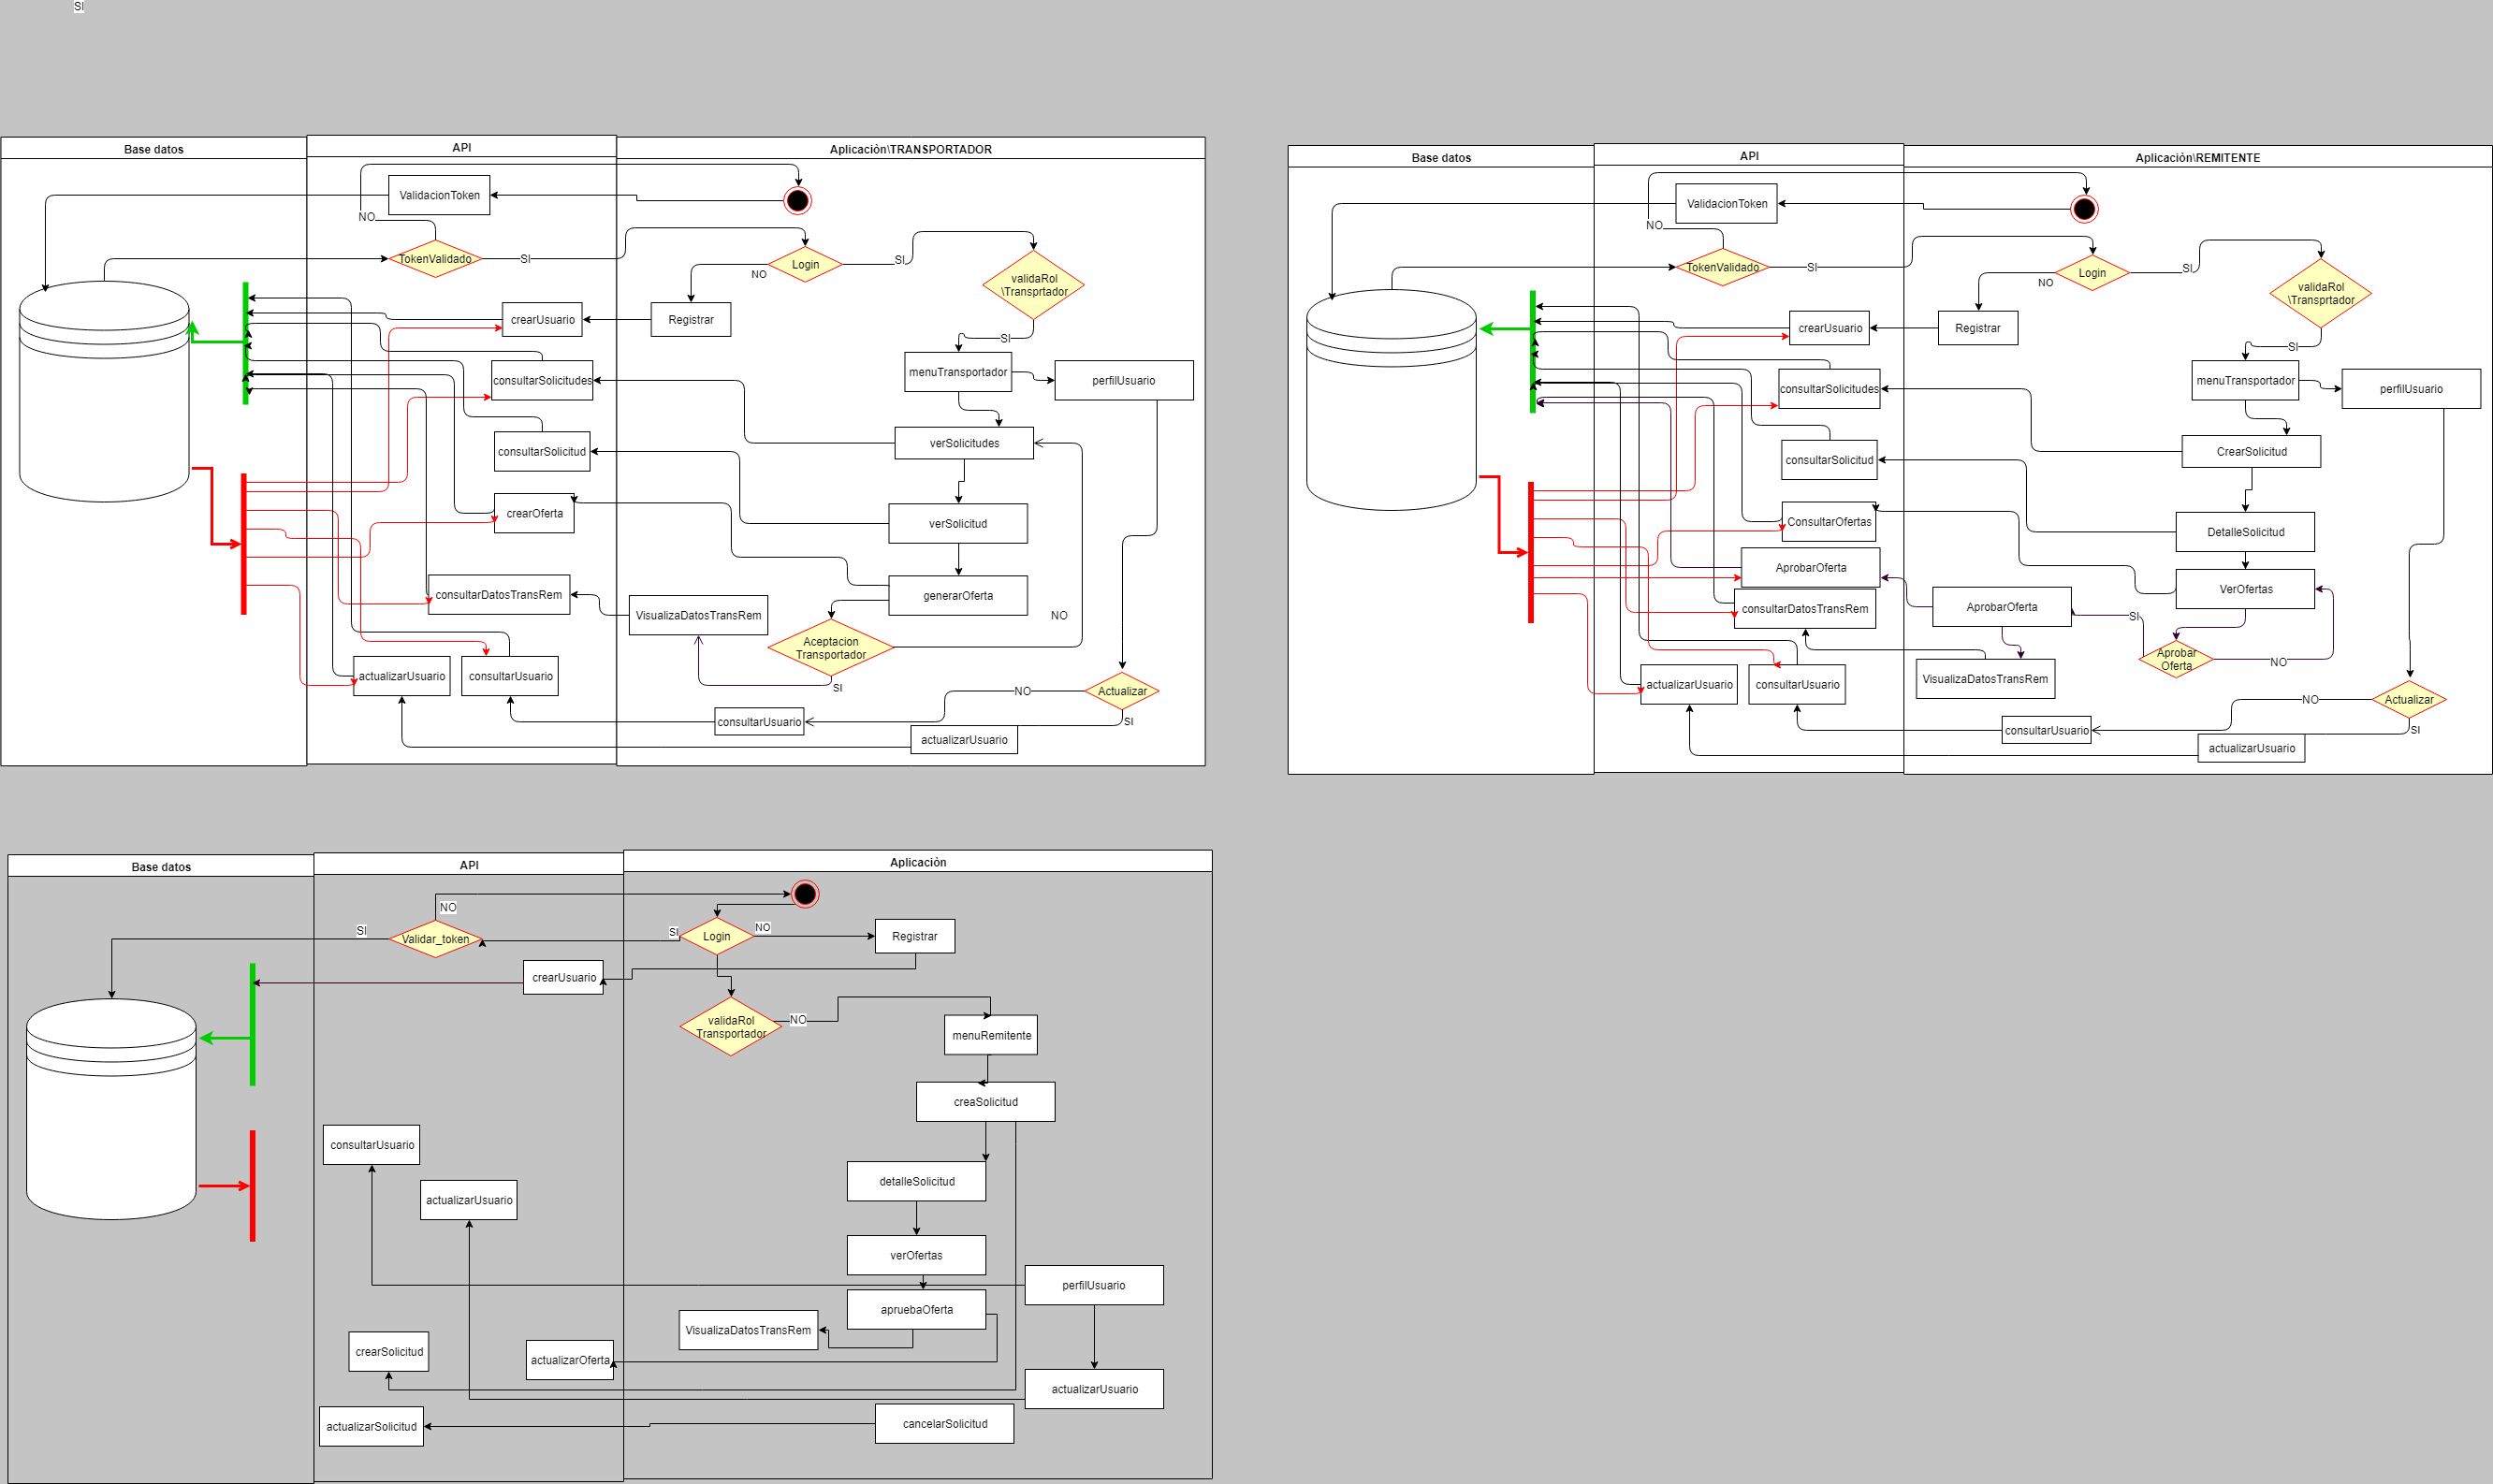 SI
Base datos
API
Aplicaciòn\TRANSPORTADOR
ValidacionToken
NO
TokenValidado
SI
Login
SI
NO
validaRol
\Transprtador
crearUsuario
Registrar
SI
menuTransportador
perfilUsuario
consultarSolicitudes
verSolicitudes
consultarSolicitud
crearOferta
verSolicitud
consultarDatosTransRem
generarOferta
VisualizaDatosTransRem
NO
Aceptacion
Transportador
SI
actualizarUsuario
consultarUsuario
NO
Actualizar
consultarUsuario
SI
actualizarUsuario
Base datos
API
Aplicaciòn\REMITENTE
ValidacionToken
NO
TokenValidado
SI
Login
SI
NO
validaRol
\Transprtador
crearUsuario
Registrar
SI
menuTransportador
perfilUsuario
consultarSolicitudes
CrearSolicitud
consultarSolicitud
ConsultarOfertas
DetalleSolicitud
AprobarOferta
VerOfertas
consultarDatosTransRem
AprobarOferta
SI
Aprobar
Oferta
NO
VisualizaDatosTransRem
actualizarUsuario
consultarUsuario
NO
Actualizar
consultarUsuario
SI
actualizarUsuario
Base datos
API
Aplicaciòn
NO
SI
Validar_token
SI
Login
NO
Registrar
crearUsuario
validaRol
Transportador
NO
menuRemitente
creaSolicitud
consultarUsuario
detalleSolicitud
actualizarUsuario
verOfertas
perfilUsuario
apruebaOferta
VisualizaDatosTransRem
crearSolicitud
actualizarOferta
actualizarUsuario
actualizarSolicitud
cancelarSolicitud